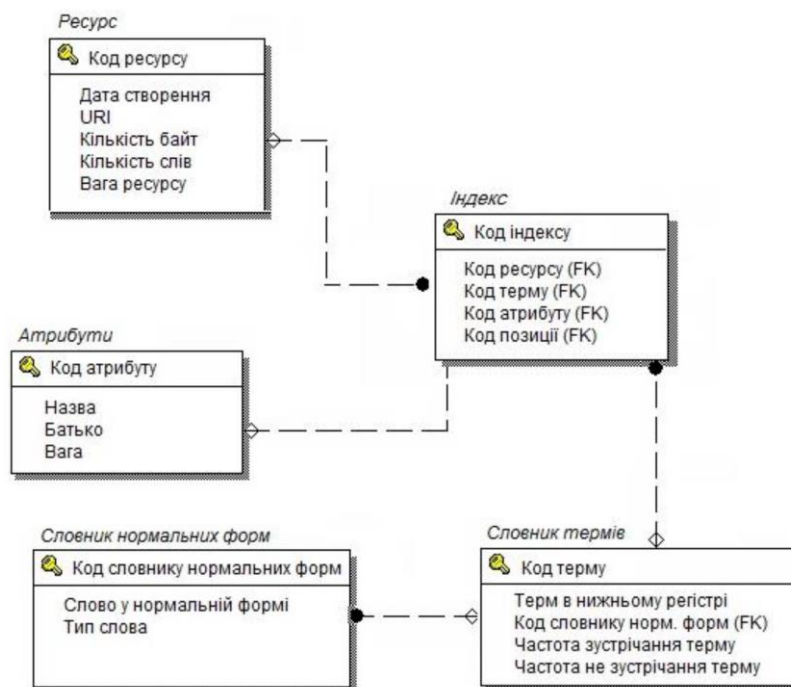 Ресурс
Код ресурсу
Дата створення
URI
Кількість байт
Кількість слів
Вага ресурсу
Індекс
Код індексу
Код ресурсу (FK)
Код терму (FK)
Код атрибуту (FK)
Код позиції (FK)
Атрибути
Код атрибуту
Назва
Батько
Вага
Словник нормальних форм
Код словнику нормальних форм
Слово у нормальній формі
Тип слова
Словник термів
Код терму
Терм в нижньому регістрі
Код словнику норм. форм (FK)
Частота зустрічання терму
Частота не зустрічання терму